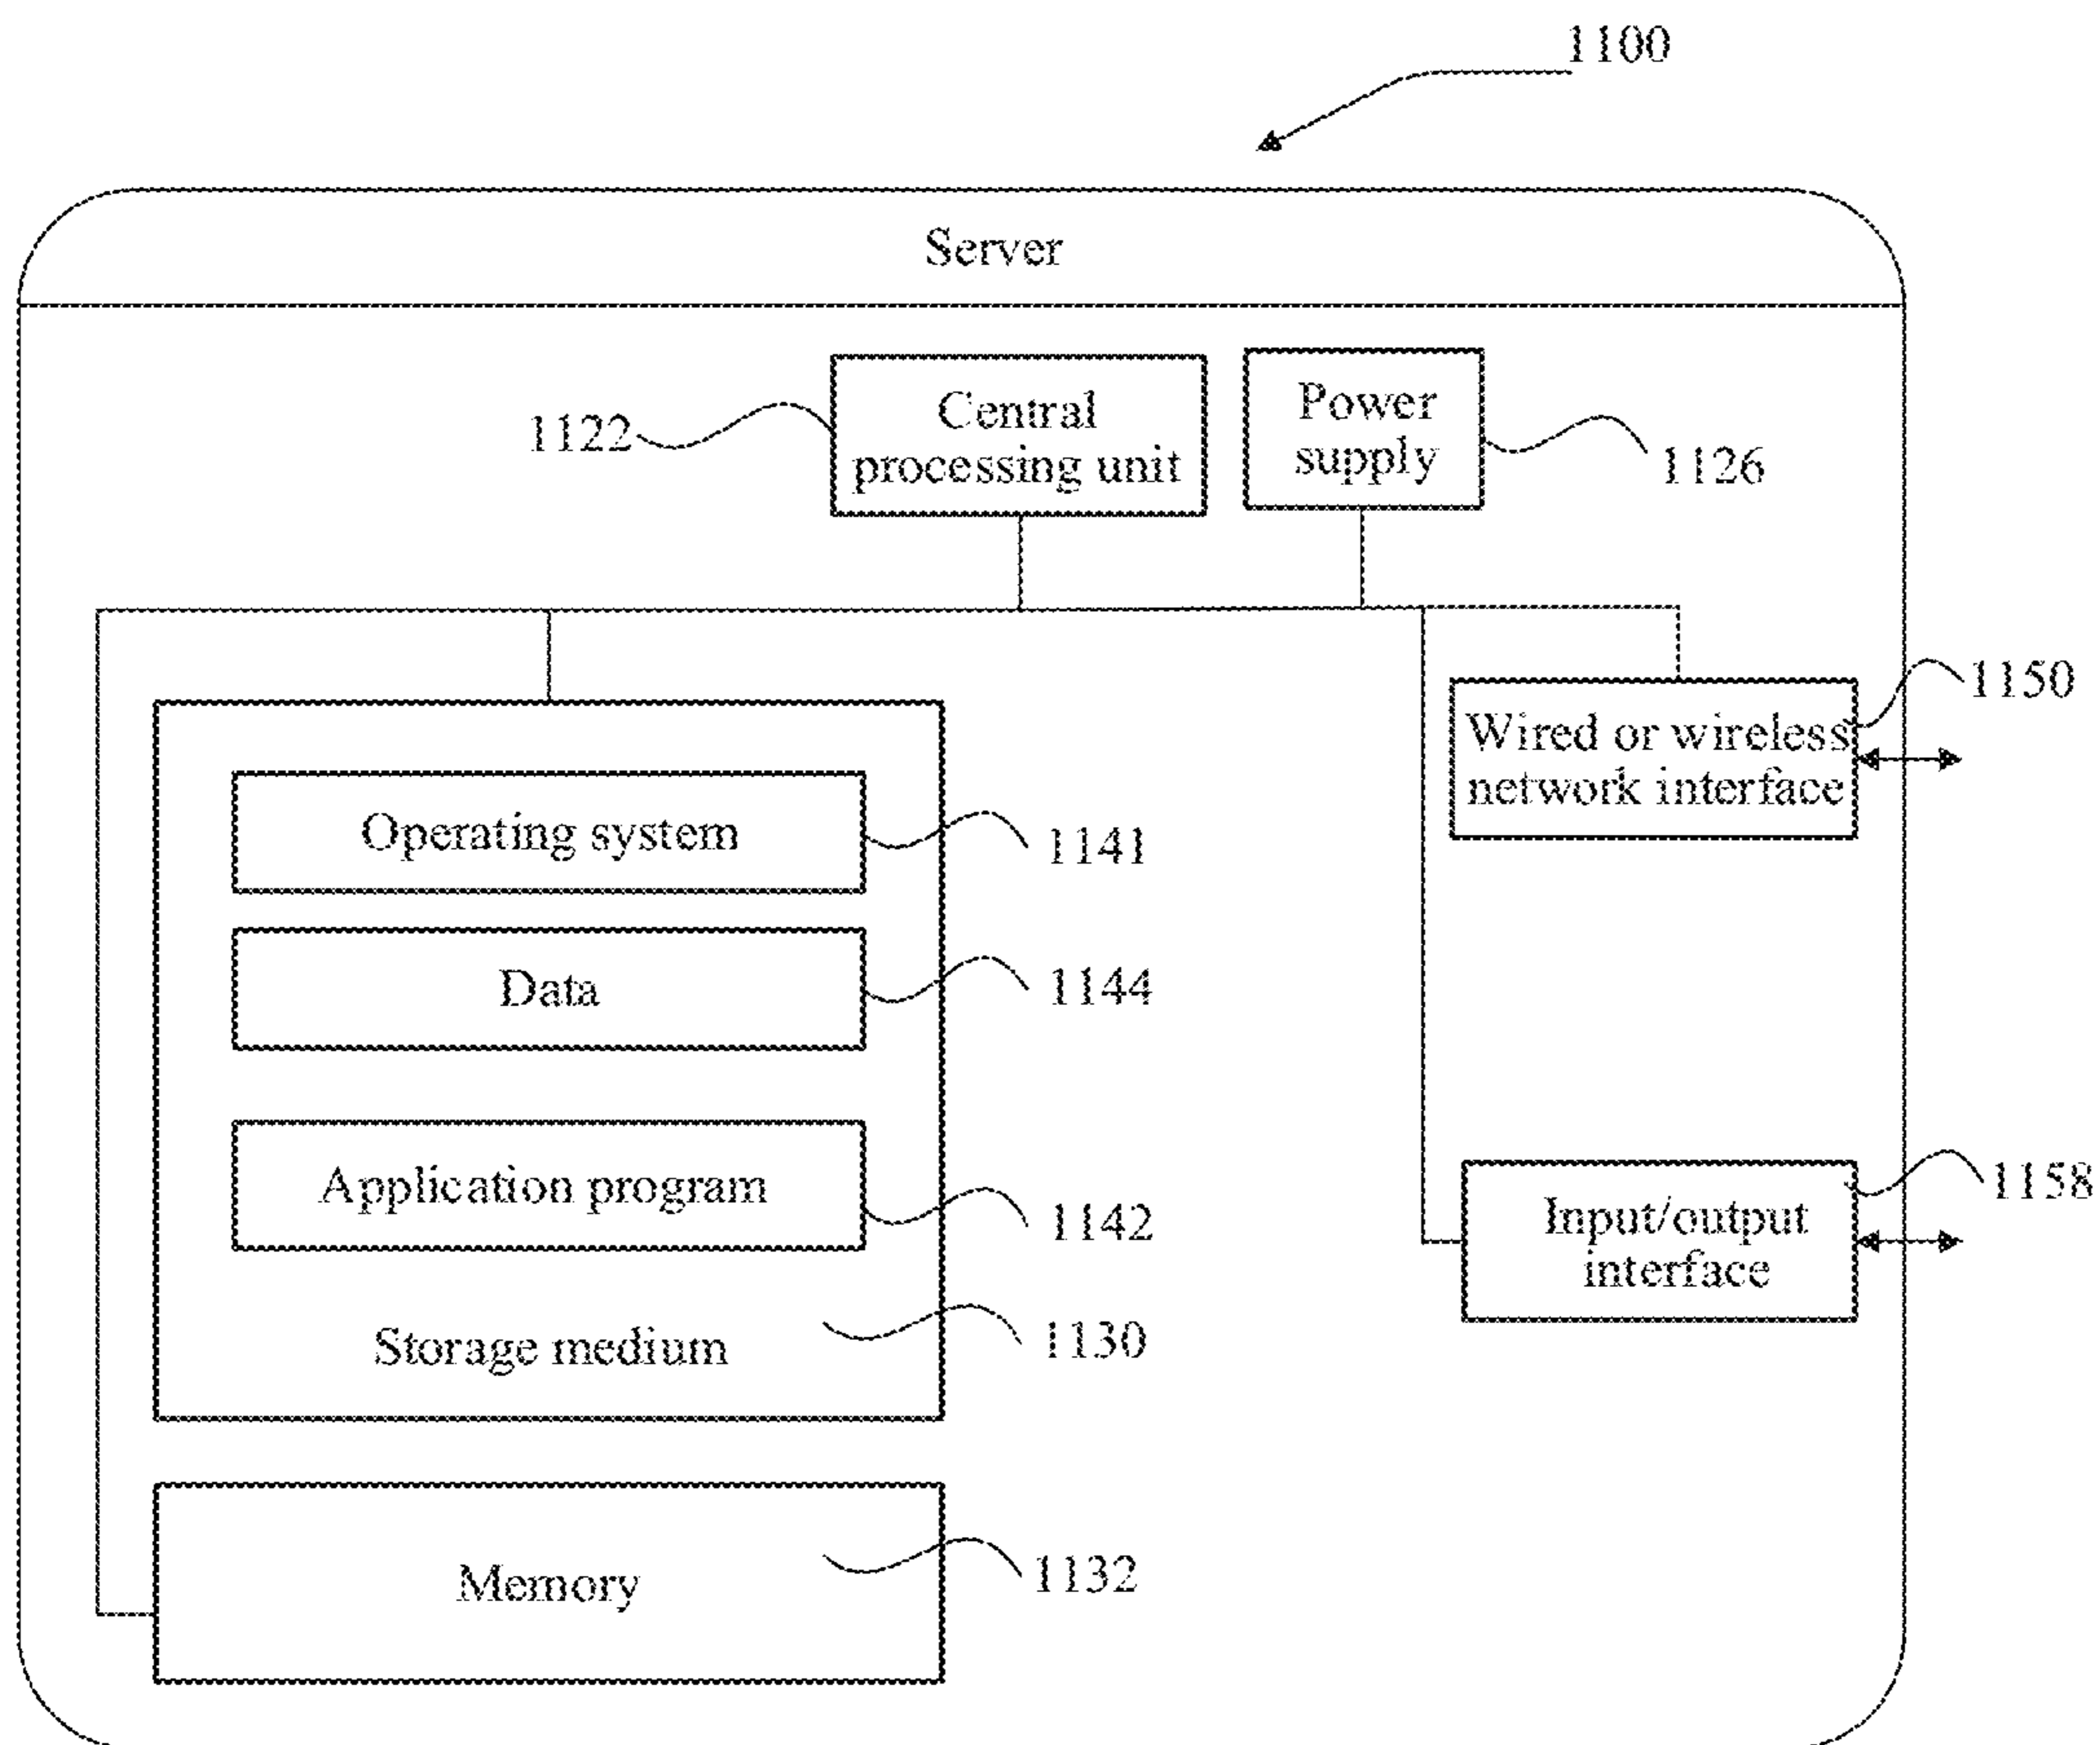 1100
Server
Central
processing unit
1122
Power
supply
1126
Wired or wireless
network interface
1150
Operating system
1141
Data
1144
Application program
1142
Storage medium
1130
Input/output
interface
1158
Memory
1132